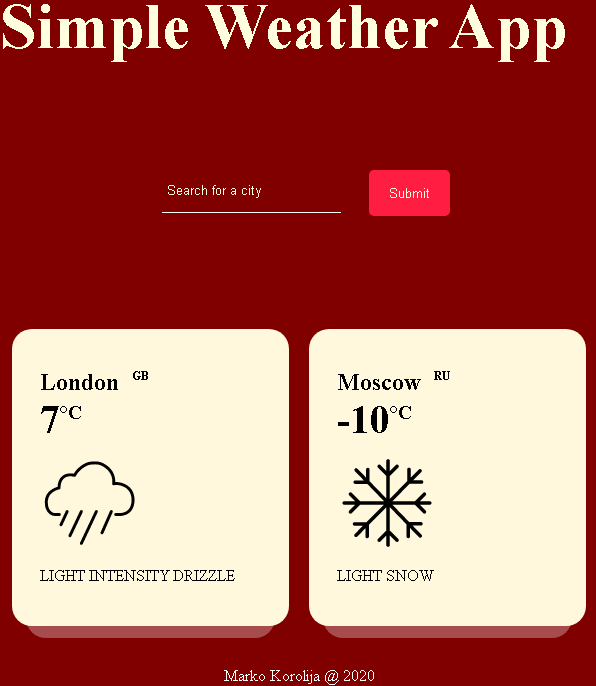 Simple Weather App
Search for a city
Submit
London GB
7°C
LIGHT INTENSITY DRIZZLE
Moscow RU
-10°C
LIGHT SNOW
Marko Korolija @ 2020